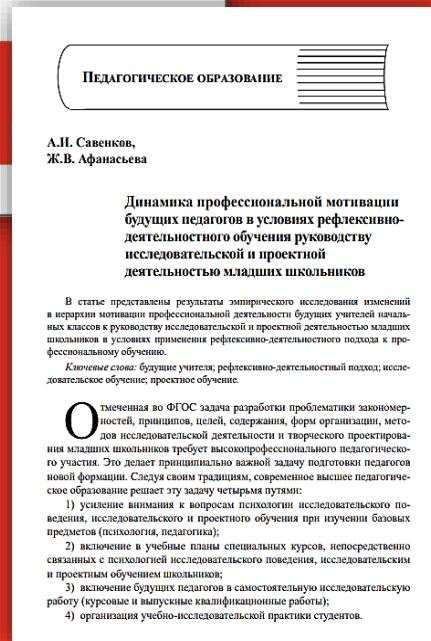 ПЕДАГОГИЧЕСКОЕ ОБРАЗОВАНИЕ
А.И. Савенков,
Ж.В. Афанасьева
Динамика профессиональной мотивации
будущих педагогов в условиях рефлексивно-
деятельностного обучения руководству
исследовательской и проектной
деятельностью младших школьников
В статье представлены результаты эмпирического исследования изменений
в иерархии мотивации профессиональной деятельности будущих учителей началь-
ных классов к руководству исследовательской и проектной деятельностью младших
школьников в условиях применения рефлексивно-деятельностного подхода к про-
фессиональному обучению.
Ключевые слова: будущие учителя; рефлексивно-деятельностный подход; иссле-
довательское обучение; проектное обучение.
Отмеченная во ФГОС задача разработки проблематики закономер-
ностей, принципов, целей, содержания, форм организации, мето-
дов исследовательской деятельности и творческого проектирова-
ния младших школьников требует высокопрофессионального педагогическо-
го участия. Это делает принципиально важной задачу подготовки педагогов
новой формации. Следуя своим традициям, современное высшее педагогиче-
ское образование решает эту задачу четырьмя путями:
1) усиление внимания к вопросам психологии исследовательского по-
ведения, исследовательского и проектного обучения при изучении базовых
предметов (психология, педагогика);
2) включение в учебные планы специальных курсов, непосредственно
связанных с психологией исследовательского поведения, исследовательским
и проектным обучением школьников;
3) включение будущих педагогов в самостоятельную исследовательскую
работу (курсовые и выпускные квалификационные работы);
4) организация учебно-исследовательской практики студентов.